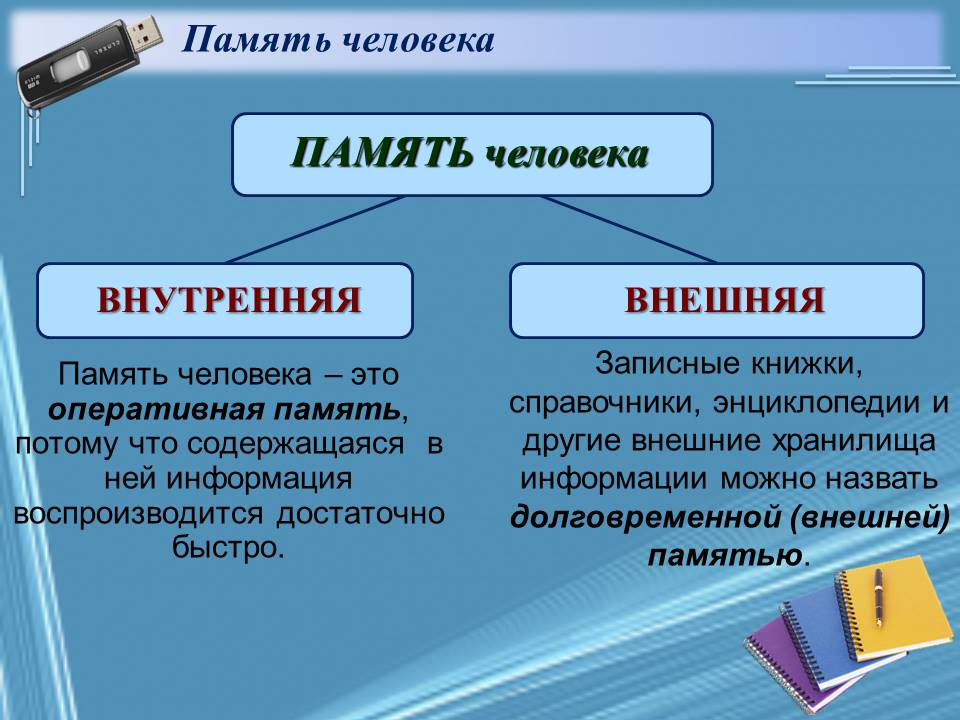 Память человека
ПАМЯТЬ человека
ВНУТРЕННЯЯ
Память человека – это
оперативная память,
потому что содержащаяся в
ней информация
воспроизводится достаточно
быстро.
ВНЕШНЯЯ
Записные книжки,
справочники, энциклопедии и
другие внешние хранилища
информации можно назвать
долговременной (внешней)
памятью.